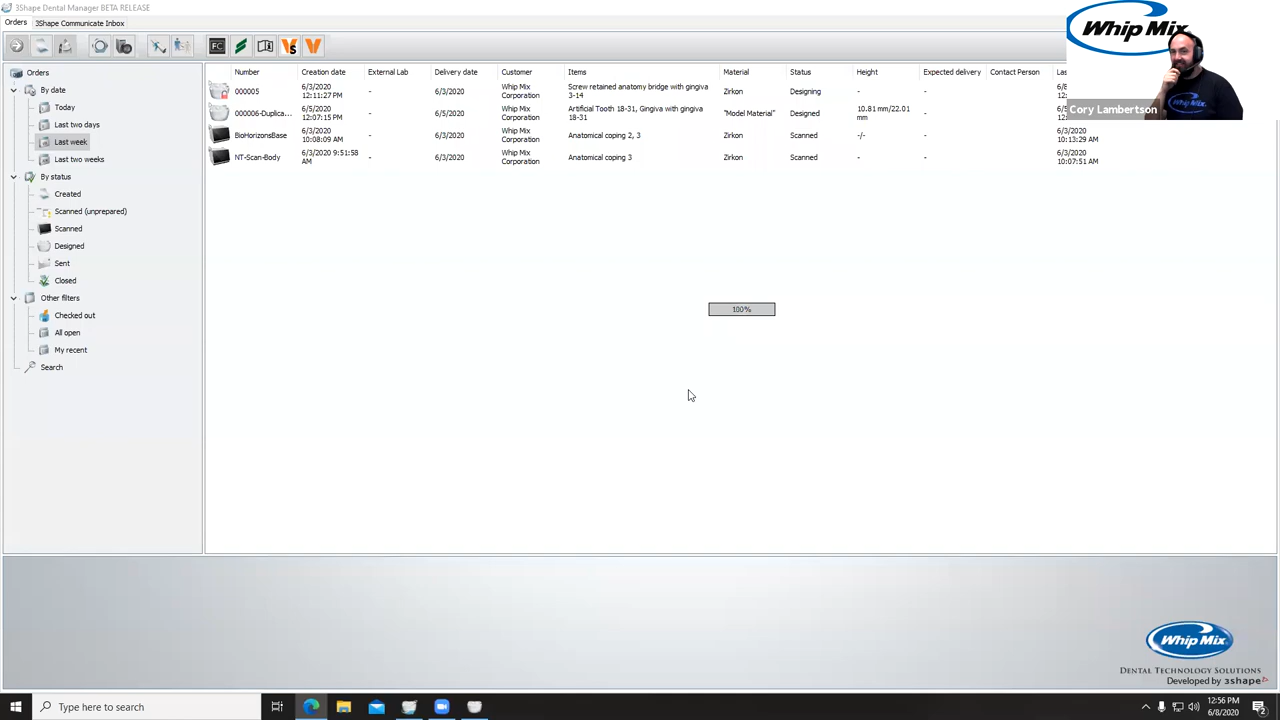 3Shape Dental Manager BETA RELEASE
Orders 3Shape Communicate Inbox
FC
Whip Mix
Cory Lambertson
Orders
By date
Today
Last two days
Last week
Last two weeks
By status
Created
Scanned (unprepared)
Scanned
Designed
Sent
Closed
Other filters
Checked out
All open
My recent
Search
Number Creation date External Lab Delivery date Customer Items Material Status Height Expected delivery Contact Person Las
000005 6/3/2020 12:11:27 PM - 6/3/2020 Whip Mix Corporation Screw retained anatomy bridge with gingiva 3-14 Zirkon Designing - - -
000006-Duplica... 6/5/2020 12:07:15 PM - 6/5/2020 Whip Mix Corporation Artificial Tooth 18-31, Gingiva with gingiva 18-31 "Model Material" Designed 10.81 mm/22.01 mm - -
BioHorizonsBase 6/3/2020 10:08:09 AM - 6/3/2020 Whip Mix Corporation Anatomical coping 2, 3 Zirkon Scanned -/- - - 6/3/2020 10:13:29 AM
NT-Scan-Body 6/3/2020 9:51:58 AM - 6/3/2020 Whip Mix Corporation Anatomical coping 3 Zirkon Scanned - - - 6/3/2020 10:07:51 AM
100%
Whip Mix
DENTAL TECHNOLOGY SOLUTIONS
Developed by 3shape
Type here to search
12:56 PM
6/8/2020
2